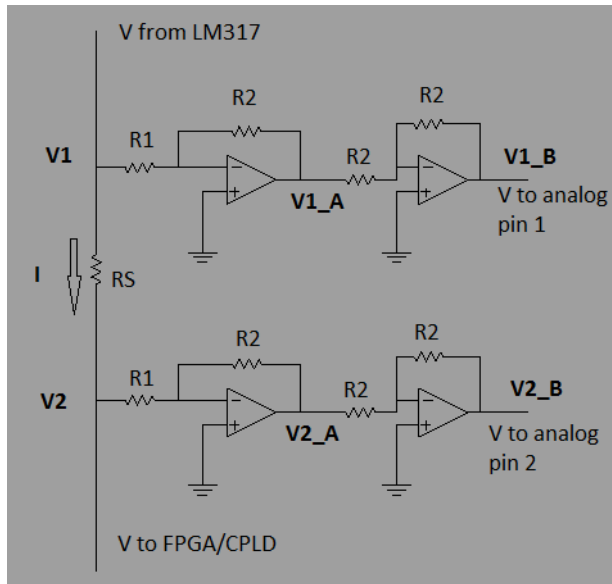 V from LM317
R2
R2
R1
V1
R2
V1_B
V1_A
V to analog
pin 1
I
RS
R2
R2
R1
V2
R2
V2_B
V2_A
V to analog
pin 2
V to FPGA/CPLD